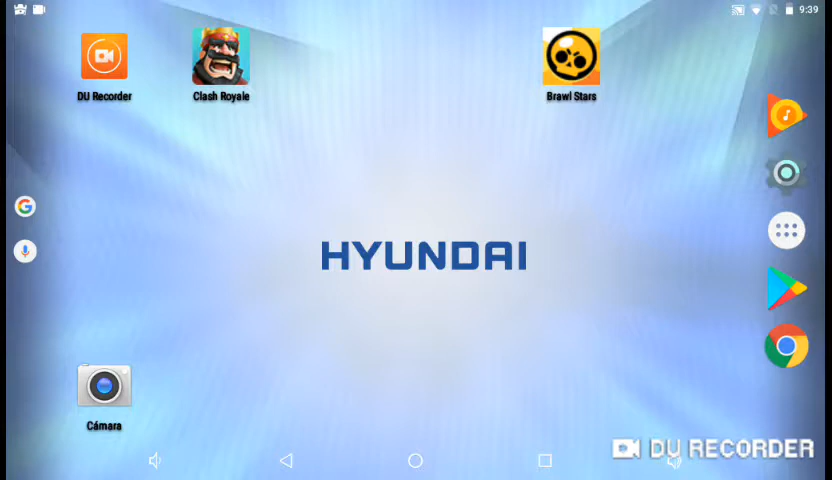 9:39
DU Recorder
Clash Royale
Brawl Stars
HYUNDAI
Cámara
DU RECORDER